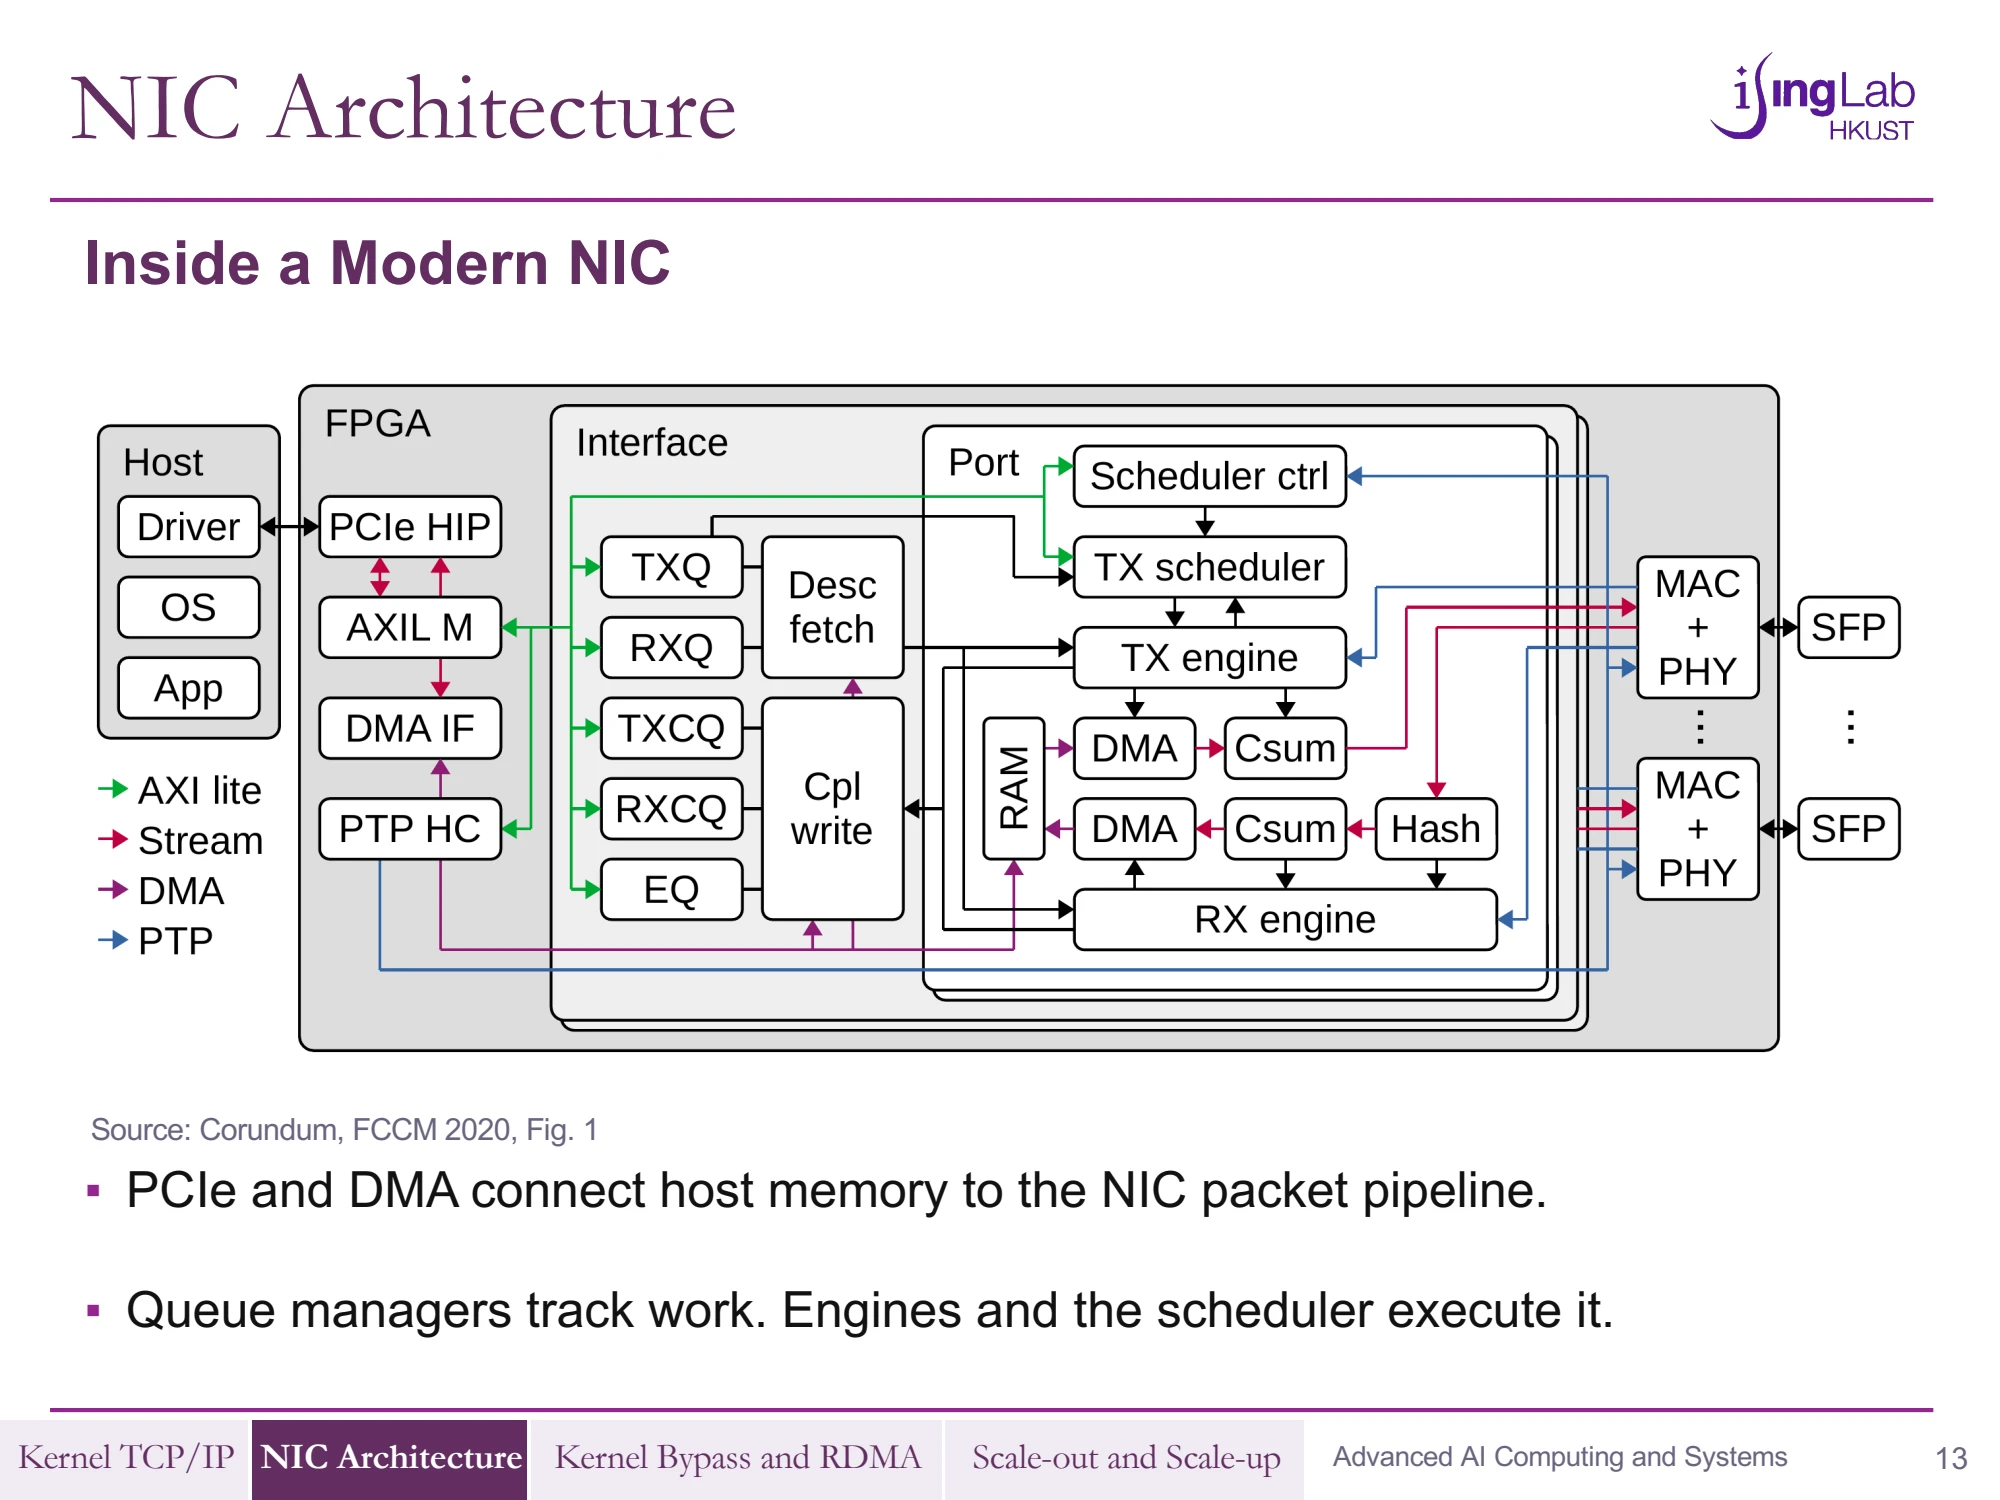 NIC Architecture
isingLab
HKUST
Inside a Modern NIC
FPGA
Interface
Port
Host
Driver
OS
App
PCIe HIP
AXIL M
DMA IF
PTP HC
AXI lite
Stream
DMA
PTP
TXQ
RXQ
TXCQ
RXCQ
EQ
Desc
fetch
Cpl
write
Scheduler ctrl
TX scheduler
TX engine
RAM
DMA
Csum
DMA
Csum
Hash
RX engine
MAC
+
PHY
⋮
MAC
+
PHY
SFP
⋮
SFP
Source: Corundum, FCCM 2020, Fig. 1
▪ PCIe and DMA connect host memory to the NIC packet pipeline.
▪ Queue managers track work. Engines and the scheduler execute it.
Kernel TCP/IP
NIC Architecture
Kernel Bypass and RDMA
Scale-out and Scale-up
Advanced AI Computing and Systems
13